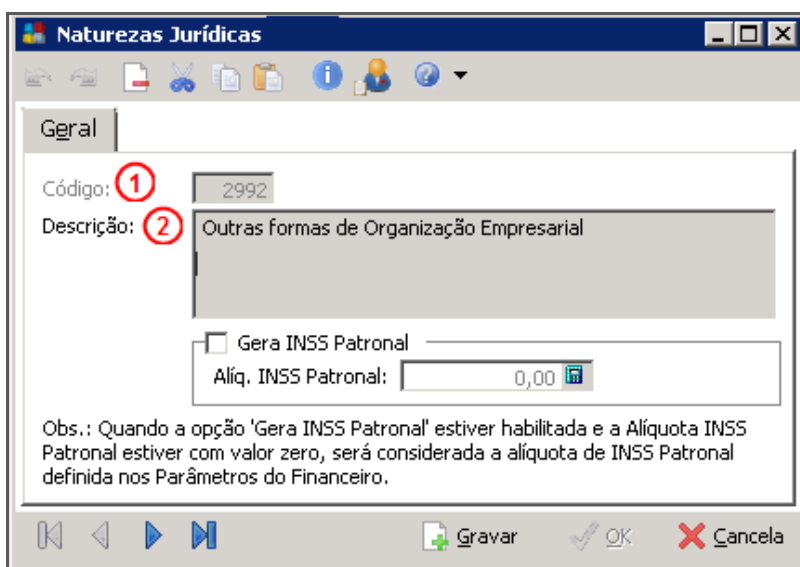 Naturezas Jurídicas
Geral
Código: 1 2992
Descrição: 2 Outras formas de Organização Empresarial
Gera INSS Patronal
Alíq. INSS Patronal: 0,00
Obs.: Quando a opção 'Gera INSS Patronal' estiver habilitada e a Alíquota INSS
Patronal estiver com valor zero, será considerada a alíquota de INSS Patronal
definida nos Parâmetros do Financeiro.
Gravar OK Cancela